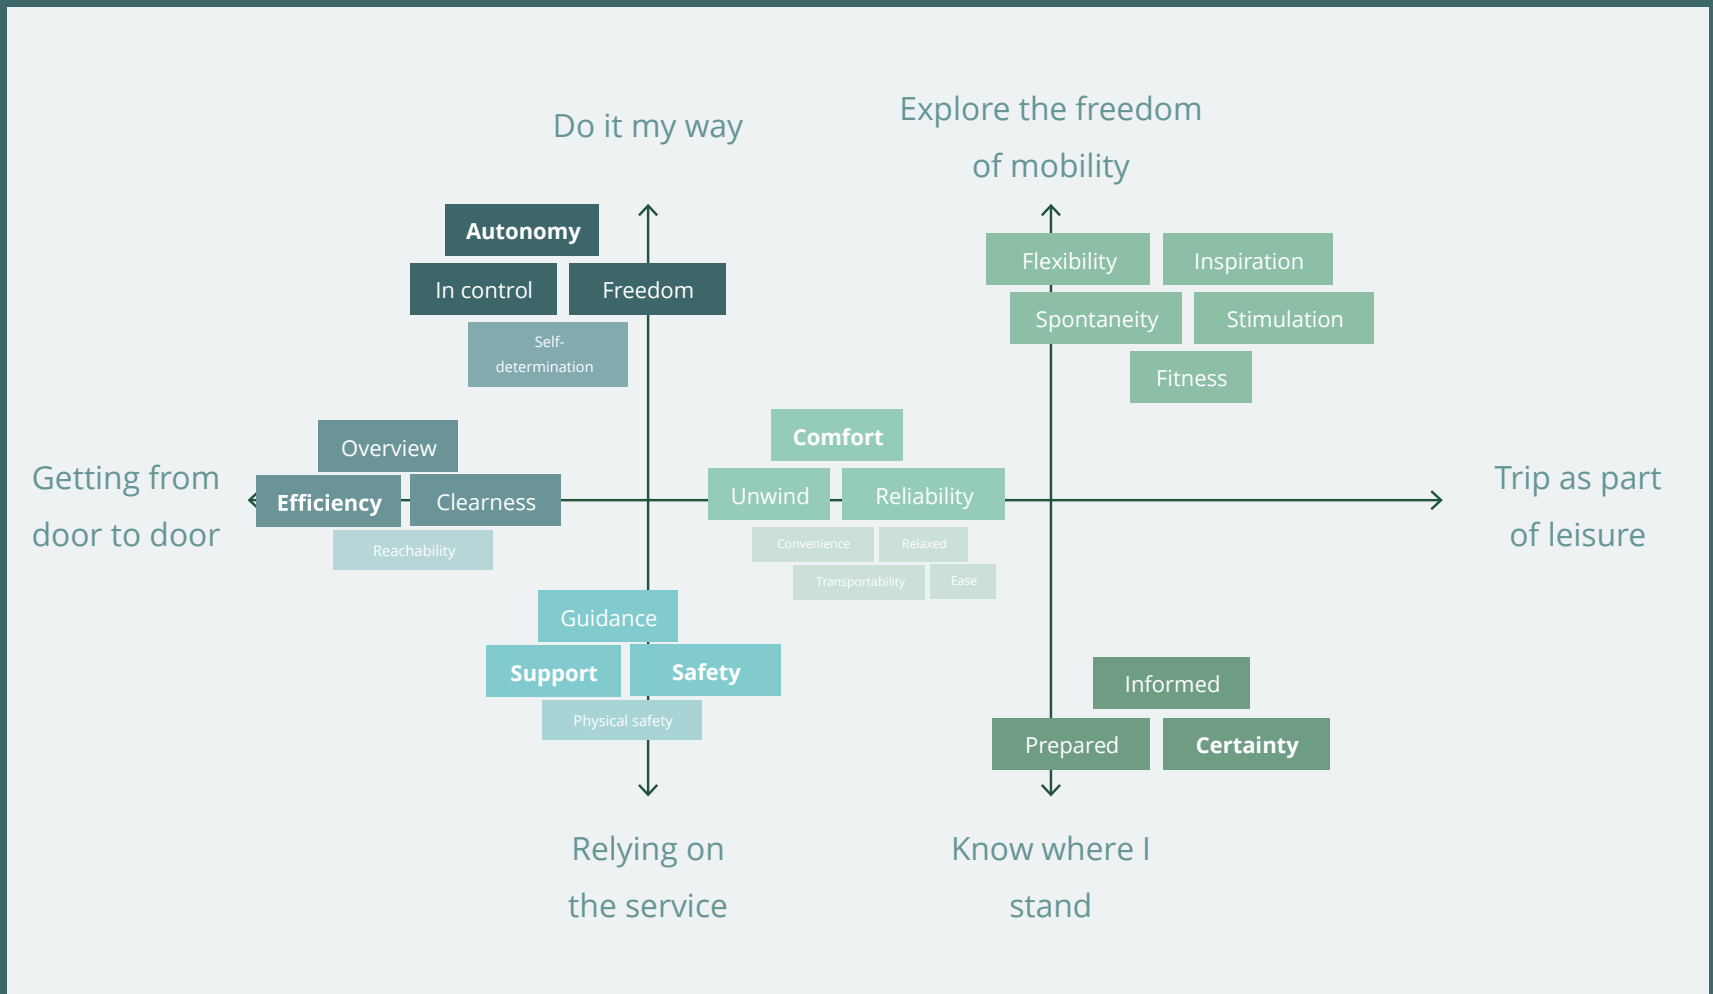 Do it my way
Explore the freedom
of mobility
Autonomy
In control
Freedom
Self-
determination
Flexibility
Inspiration
Spontaneity
Stimulation
Fitness
Getting from
door to door
Overview
Efficiency
Clearness
Reachability
Comfort
Unwind
Reliability
Convenience
Relaxed
Transportability
Ease
Trip as part
of leisure
Guidance
Support
Safety
Physical safety
Informed
Prepared
Certainty
Relying on
the service
Know where I
stand